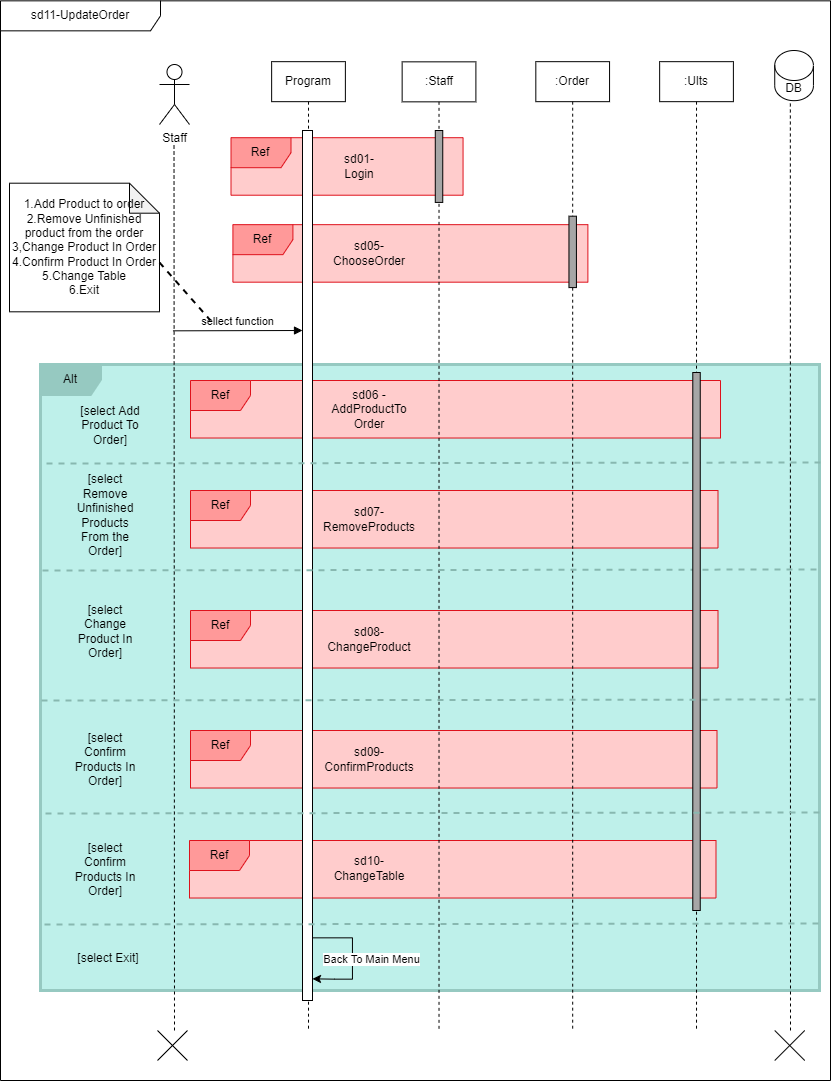 sd11-UpdateOrder
Staff
Program
:Staff
:Order
:Ults
DB
Ref
sd01-
Login
Ref
sd05-
ChooseOrder
1.Add Product to order
2.Remove Unfinished
product from the order
3,Change Product In Order
4.Confirm Product In Order
5.Change Table
6.Exit
sellect function
Alt
[select Add
Product To
Order]
Ref
sd06 -
AddProductTo
Order
[select
Remove
Unfinished
Products
From the
Order]
Ref
sd07-
RemoveProducts
[select
Change
Product In
Order]
Ref
sd08-
ChangeProduct
[select
Confirm
Products In
Order]
Ref
sd09-
ConfirmProducts
[select
Confirm
Products In
Order]
Ref
sd10-
ChangeTable
[select Exit]
Back To Main Menu